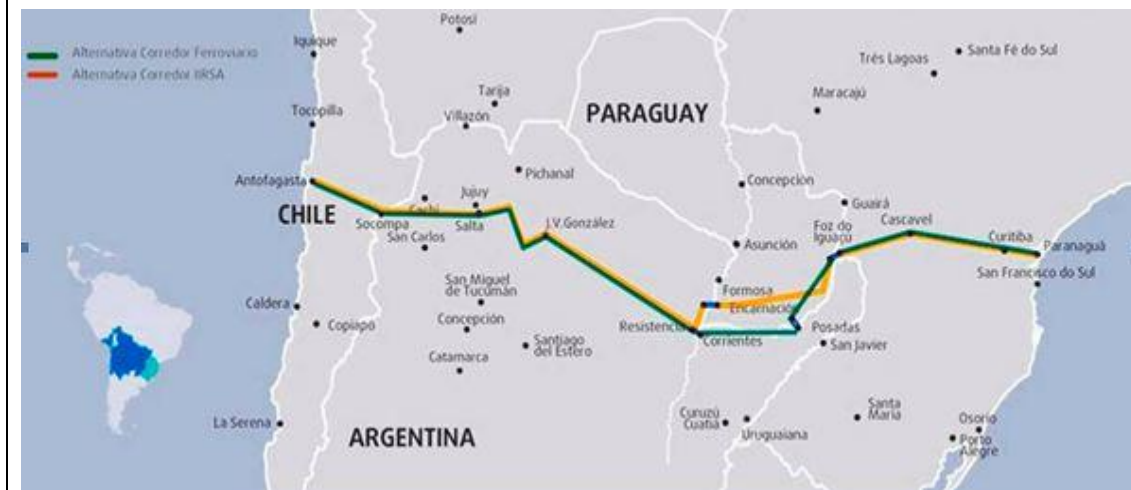 Alternativa Corredor Ferroviario
Alternativa Corredor IIRSA
Potosí
Iquique
Santa Fé do Sul
Três Lagoas
Tarija
Maracajú
Tocopilla
Villazón
PARAGUAY
Pichanal
Antofagasta
Jujuy
Concepción
CHILE
Socompa
Salta
Guairá
Cascavel
J.V.González
Foz do
Iguaçú
San Carlos
Asunción
Curitiba
Paranaguá
San Francisco do Sul
San Miguel
de Tucumán
Formosa
Caldera
Encarnación
Copiapó
Concepción
Resistencia
Corrientes
Posadas
San Javier
Santiago
del Estero
Catamarca
La Serena
ARGENTINA
Curuzú
Cuatiá
Uruguaiana
Santa
Maria
Osorio
Porto
Alegre